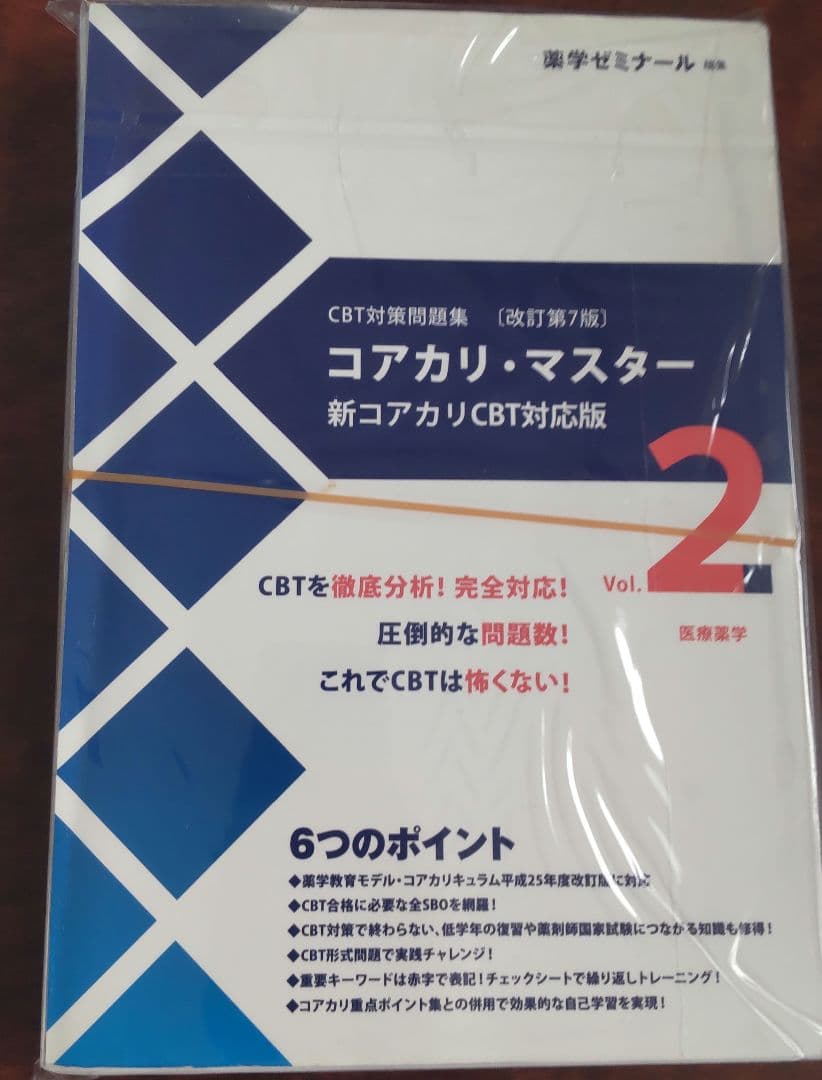 薬学ゼミナール 編集
CBT対策問題集 〔改訂第7版〕
コアカリ・マスター
新コアカリCBT対応版
Vol. 2
医療薬学
CBTを徹底分析! 完全対応!
圧倒的な問題数!
これでCBTは怖くない!
6つのポイント
◆薬学教育モデル・コアカリキュラム平成25年度改訂版に対応
◆CBT合格に必要な全SBOを網羅!
◆CBT対策で終わらない、低学年の復習や薬剤師国家試験につながる知識も修得!
◆CBT形式問題で実践チャレンジ!
◆重要キーワードは赤字で表記!チェックシートで繰り返しトレーニング!
◆コアカリ重点ポイント集との併用で効果的な自己学習を実現!